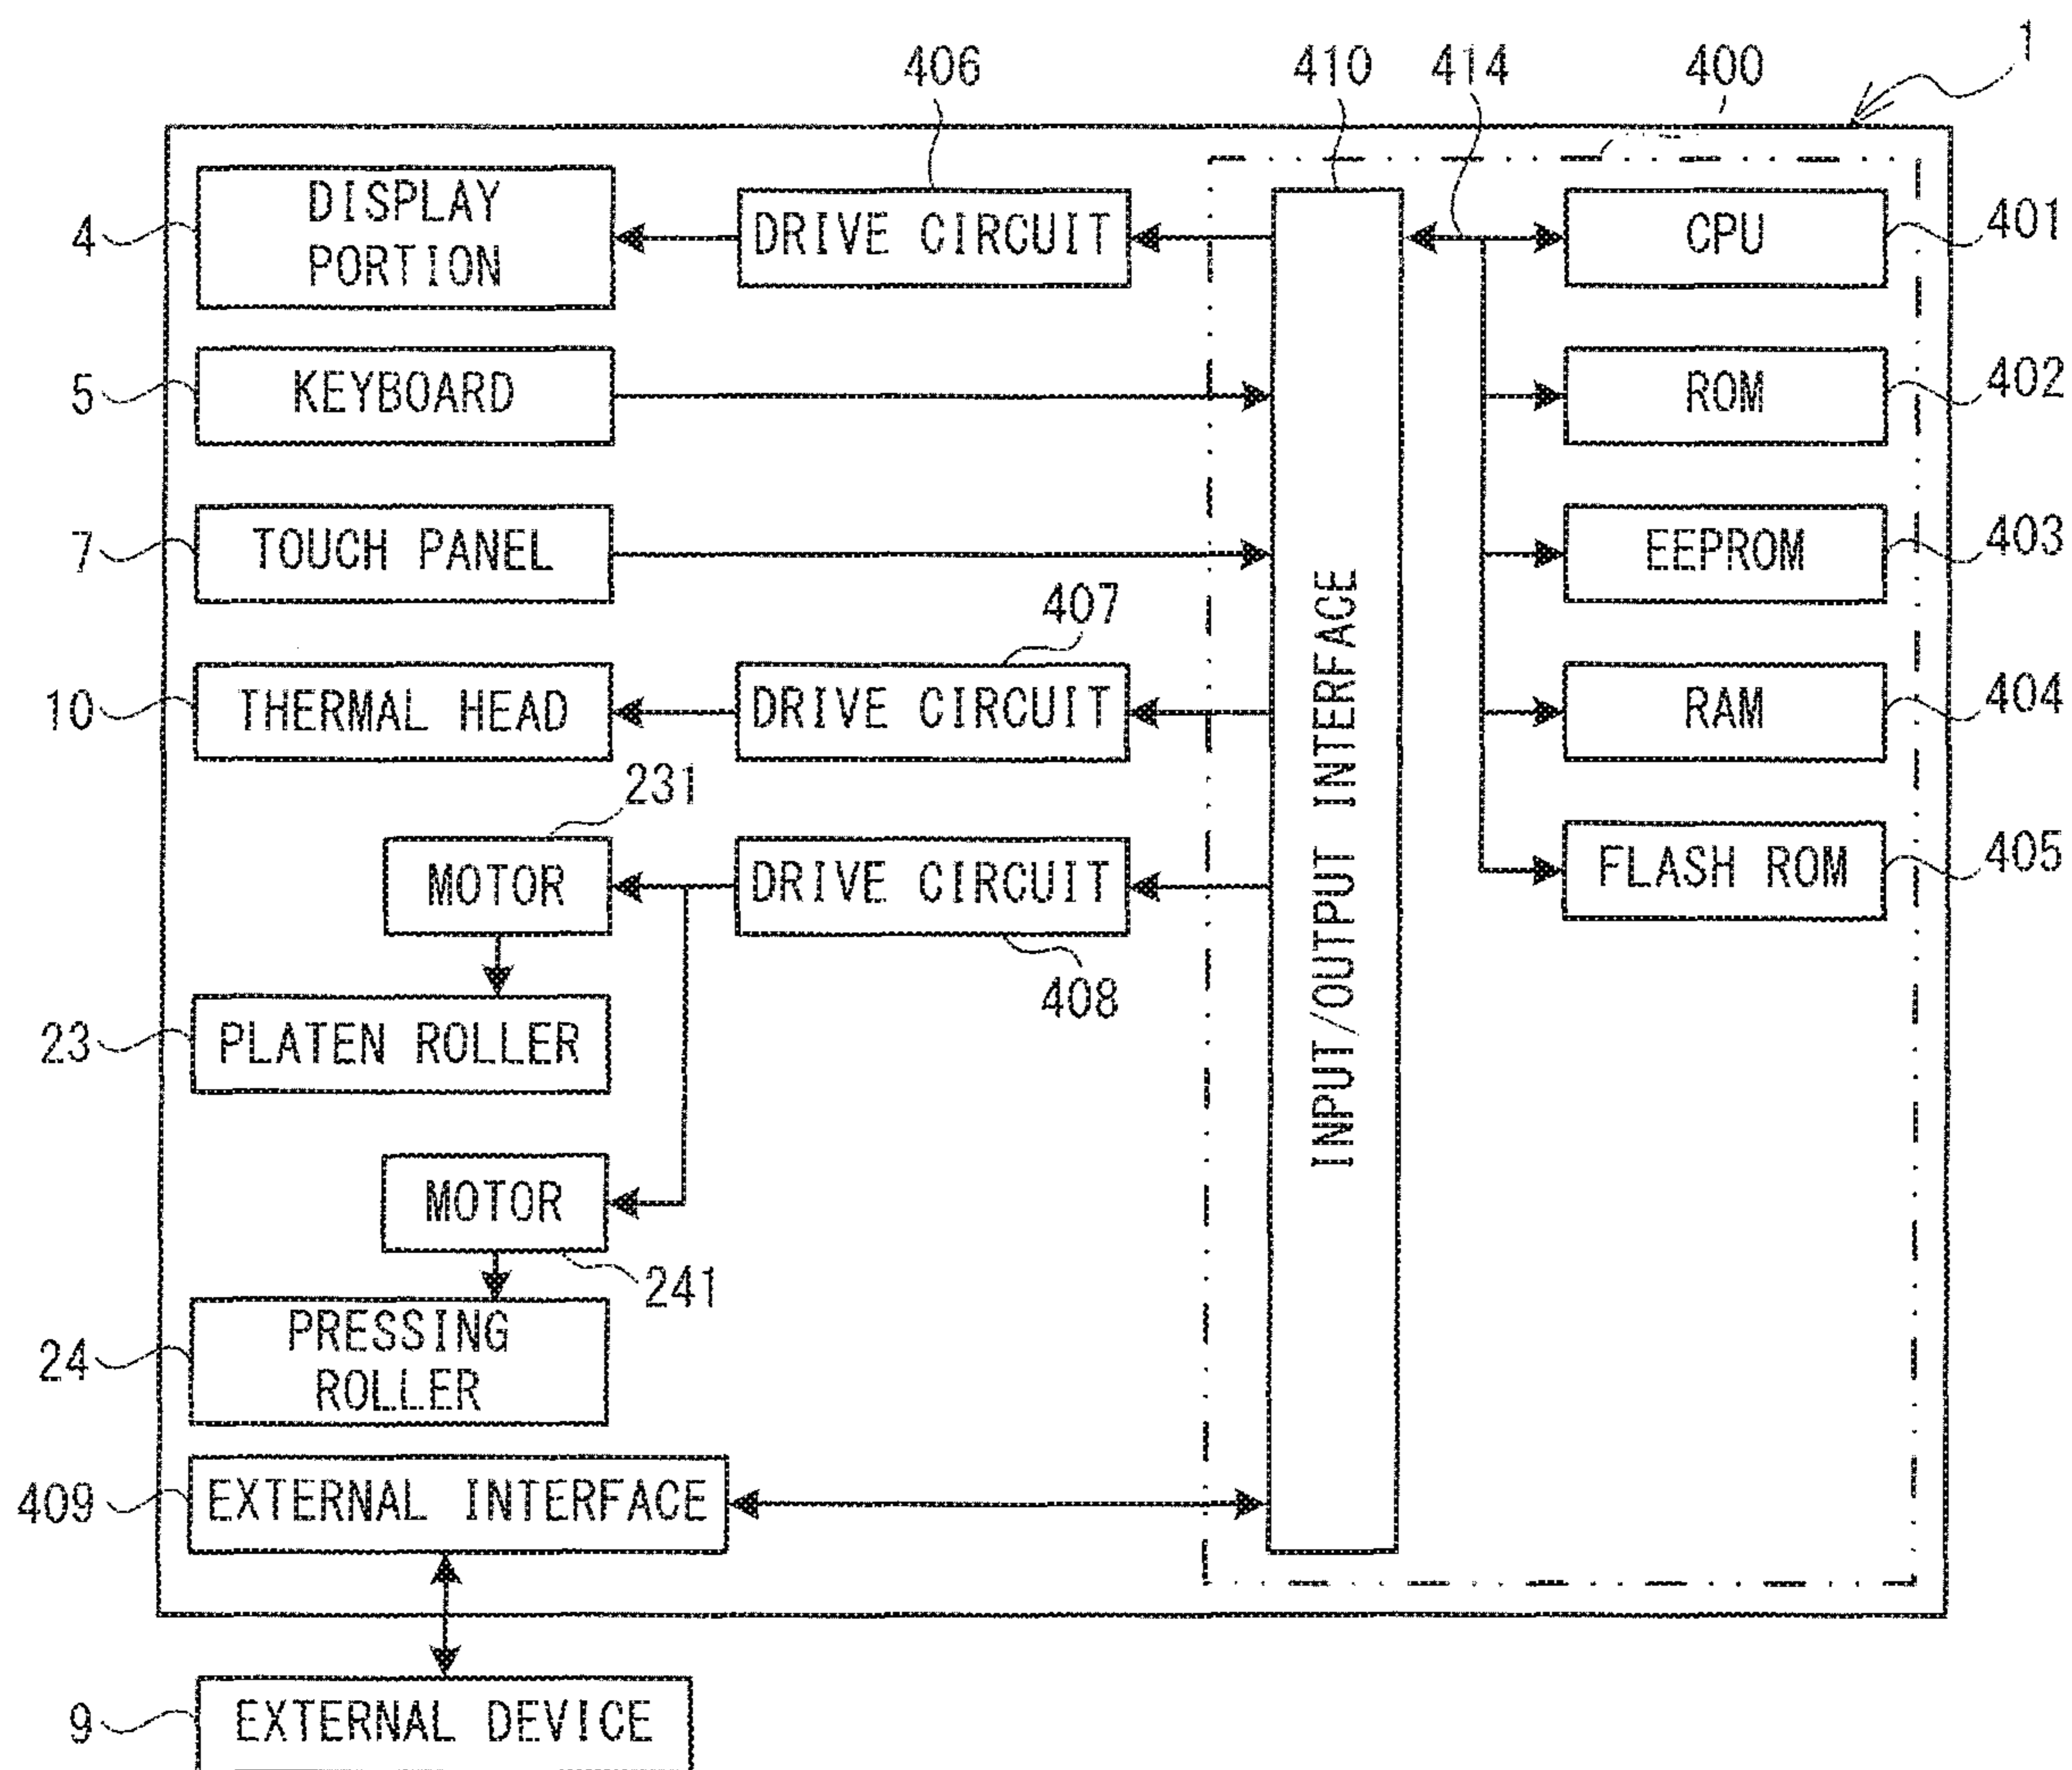 1
406
410
414
400
DISPLAY
PORTION
4
DRIVE CIRCUIT
CPU
401
KEYBOARD
5
ROM
402
TOUCH PANEL
7
EEPROM
403
407
THERMAL HEAD
10
DRIVE CIRCUIT
RAM
404
INPUT/OUTPUT INTERFACE
231
MOTOR
DRIVE CIRCUIT
FLASH ROM
405
408
PLATEN ROLLER
23
MOTOR
241
PRESSING
ROLLER
24
EXTERNAL INTERFACE
409
EXTERNAL DEVICE
9